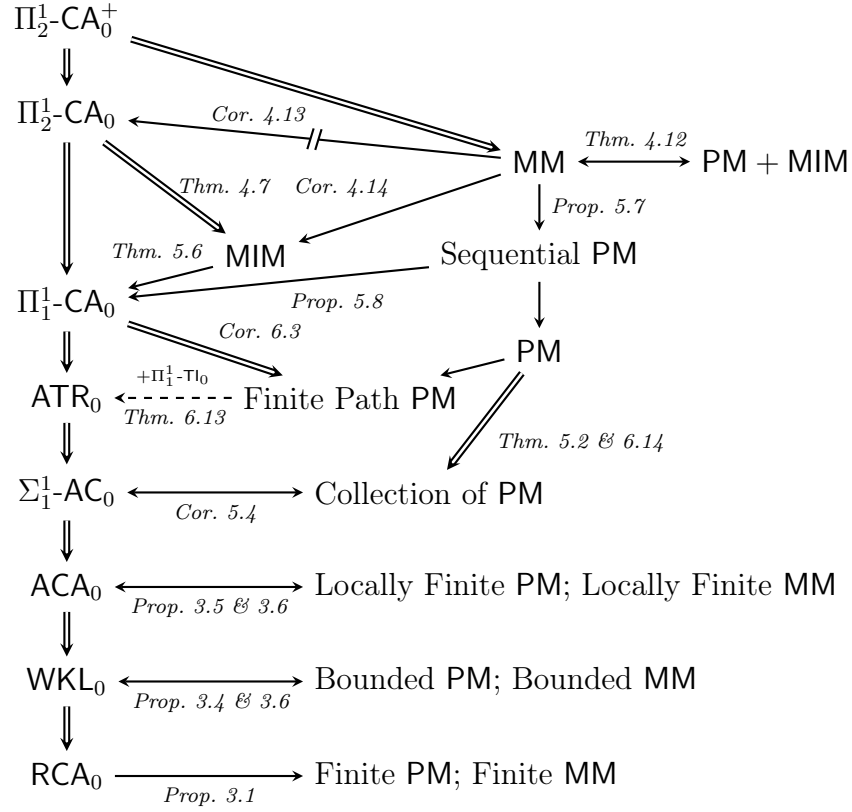 Π¹₂-CA⁺₀
Π¹₂-CA₀
Cor. 4.13
MM
Thm. 4.12
PM + MIM
Thm. 4.7
Cor. 4.14
Prop. 5.7
Thm. 5.6
MIM
Sequential PM
Π¹₁-CA₀
Prop. 5.8
Cor. 6.3
PM
+Π¹₁-TI₀
ATR₀
Finite Path PM
Thm. 6.13
Thm. 5.2 & 6.14
Σ¹₁-AC₀
Collection of PM
Cor. 5.4
ACA₀
Locally Finite PM; Locally Finite MM
Prop. 3.5 & 3.6
WKL₀
Bounded PM; Bounded MM
Prop. 3.4 & 3.6
RCA₀
Finite PM; Finite MM
Prop. 3.1